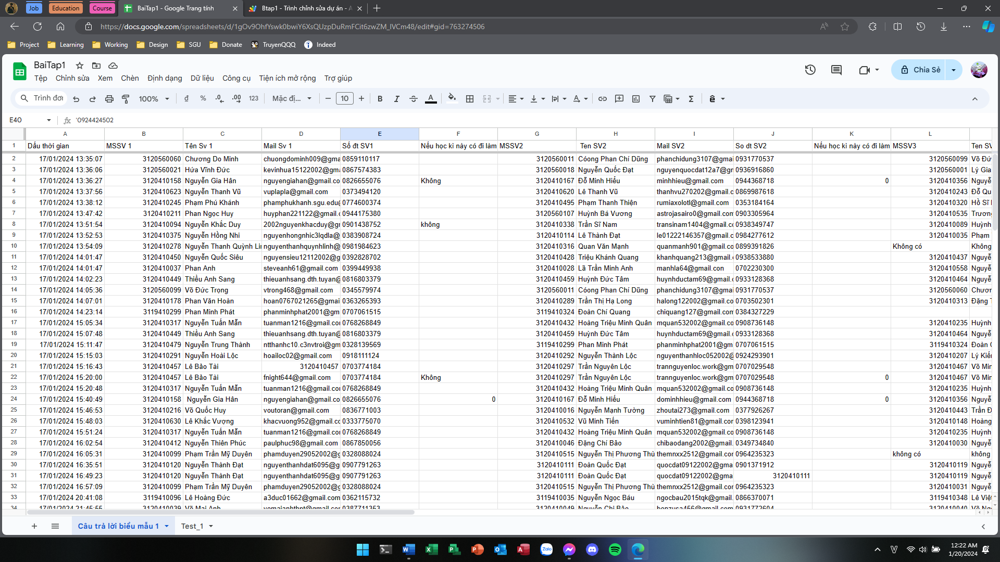 Job Education Course BaiTap1 - Google Trang tính Btap1 - Trình chỉnh sửa dự án - A
https://docs.google.com/spreadsheets/d/1gOv9OhfYswk0bwiY6XsQUzpDuRmFCit6zwZM_IVCm48/edit#gid=763274506
Project Learning Working Design SGU Donate TruyenQQQ Indeed
BaiTap1
Tệp Chỉnh sửa Xem Chèn Định dạng Dữ liệu Công cụ Tiện ích mở rộng Trợ giúp Chia Sẻ
Trình đơn 100% đ % .0 .00 123 Mặc đị... 10 B I A
E40 fx '0924424502
A B C D E F G H I J K L
1 Dấu thời gian MSSV 1 Tên Sv 1 Mail Sv 1 Số đt SV1 Nếu học kì này có đi làm MSSV2 Ten SV2 Mail SV2 So dt SV2 Nếu học kì này có đi làm MSSV3 Ten SV
2 17/01/2024 13:35:07 3120560060 Chương Do Minh chuongdominh009@gma 0859110117 3120560011 Cóong Phan Chí Dũng phanchidung3107@gmai 0931770537 3120560099 Võ Đứ
3 17/01/2024 13:36:06 3120560021 Hứa Vĩnh Đức kevinhua15122002@gma 0867574383 3120560018 Nguyễn Quốc Đạt nguyenquocdat12a7@gm 0936916860 3120560001 Lý Gia
4 17/01/2024 13:36:27 3120410158 Nguyễn Gia Hân nguyengiahan@gmail.co 0826655076 Không 3120410167 Đỗ Minh Hiểu minhhieu@gmail.com 0944368718 0 3120410356 Nguyễ
5 17/01/2024 13:37:56 3120410623 Nguyễn Thanh Vũ vuplapla@gmail.com 0373494120 3120410620 Lê Thanh Vũ thanhvu270202@gmail.c 0869987618 3120410243 Đỗ Qu
6 17/01/2024 13:38:12 3120410245 Phạm Phú Khánh phamphukhanh.sgu.edu@ 0774600374 3120410495 Phạm Thanh Thiện rumiaxolotl@gmail.com 0353184164 3120410320 Hồ Sĩ
7 17/01/2024 13:47:42 3120410211 Phan Ngọc Huy huyphan221122@gmail.c 0944175380 3120560107 Huỳnh Bá Vương astrojasairo0@gmail.com 0903305964 3120410535 Trương
8 17/01/2024 13:51:54 3120410094 Nguyễn Khắc Duy 2002nguyenkhacduy@gm 0901438752 không 3120410338 Trần Sĩ Nam transinam1404@gmail.co 0938349747 3120410089 Huỳnh
9 17/01/2024 13:52:53 3120410375 Nguyễn Hồng Nhi nguyenhongnhic3lqdla@ 0383908724 3120410114 Lê Thành Đạt le01222146357@gmail.co 0984277612 3120410035 Phạm
10 17/01/2024 13:54:09 3120410278 Nguyễn Thanh Quỳnh Lin nguyenthanhquynhlinh@ 0981984623 3120410316 Quan Văn Mạnh quanmanh901@gmail.com 0899391826 Không có Không
11 17/01/2024 14:01:47 3120410450 Nguyễn Quốc Siêu nguyensieu12112002@g 0392828702 3120410428 Triệu Khánh Quang khanhquang213@gmail.c 0938533880 3120410437 Nguyễ
12 17/01/2024 14:01:47 3120410037 Phan Anh steveanh61@gmail.com 0399449938 3120410028 Lã Trần Minh Anh manhla64@gmail.con 0702230300 3120410558 Nguyễ
13 17/01/2024 14:02:23 3120410449 Thiều Anh Sang thieuanhsang.dth.tuyan@ 0816803379 3120410459 Huỳnh Đức Tâm huynhductam69@gmail.c 0933128368 3120410464 Nguyễ
14 17/01/2024 14:05:36 3120560099 Võ Đức Trọng vtrong468@gmail.com 0345579974 3120560011 Cóong Phan Chí Dũng phanchidung3107@gmai 0931770537 3120560060 Chươn
15 17/01/2024 14:07:01 3120410178 Phan Văn Hoàn hoan0767021265@gmai 0363265393 3120410289 Trần Thị Hạ Long halong122002@gmail.co 0703502301 3120410313 Đặng T
16 17/01/2024 14:23:14 3119410299 Phan Minh Phát phanminhphat2001@gm 0707061515 3119410324 Đoàn Chí Quang chiquang127@gmail.com 0384327229
17 17/01/2024 15:05:34 3120410317 Nguyễn Tuấn Mẫn tuanman1216@gmail.com 0768268849 3120410432 Hoàng Triệu Minh Quân mquan532002@gmail.co 0908736148 3120410235 Huỳnh
18 17/01/2024 15:07:48 3120410449 Thiều Anh Sang thieuanhsang.dth.tuyan@ 0816803379 3120410459 Huỳnh Đức Tâm huynhductam69@gmail.c 0933128368 3120410464 Nguyễ
19 17/01/2024 15:11:47 3120410479 Nguyễn Trung Thành ntthanhc10.c3nvtroi@gm 0328139569 3119410299 Phan Minh Phát phanminhphat2001@gm 0707061515 3119410324 Đoàn C
20 17/01/2024 15:15:03 3120410291 Nguyễn Hoài Lộc hoailoc02@gmail.com 0918111124 3120410292 Nguyễn Thành Lộc nguyenthanhloc052002@ 0924293901 3120410207 Lý Kiế
21 17/01/2024 15:16:43 3120410457 Lê Bảo Tài 3120410457 0703774184 3120410297 Trần Nguyên Lộc trannguyenloc.work@gm 0707029548 3120410467 Võ Min
22 17/01/2024 15:20:00 3120410457 Lê Bảo Tài fnight644@gmail.com 0703774184 Không 3120410297 Trần Nguyên Lộc trannguyenloc.work@gm 0707029548 0 3120410467 Võ Min
23 17/01/2024 15:20:48 3120410317 Nguyễn Tuấn Mẫn tuanman1216@gmail.com 0768268849 3120410432 Hoàng Triệu Minh Quân mquan532002@gmail.co 0908736148 3120410235 Huỳnh
24 17/01/2024 15:40:49 3120410158 Nguyễn Gia Hân nguyengiahan@gmail.co 0826655076 0 3120410167 Đỗ Minh Hiếu dominhhieu@gmail.com 0944368718 0 3120410356 Nguyễ
25 17/01/2024 15:46:53 3120410216 Võ Quốc Huy voutoran@gmail.com 0836771003 3120410016 Nguyễn Mạnh Tường zhoutai273@gmail.com 0377926267 3120410443 Trần Đ
26 17/01/2024 15:48:03 3120410630 Lê Khắc Vượng khacvuong952@gmail.co 0333775070 3120410532 Vũ Minh Tiến vuminhtien81@gmail.com 0398123941 3120410148 Hoàng
27 17/01/2024 15:51:24 3120410317 Nguyễn Tuấn Mẫn tuanman1216@gmail.com 0768268849 3120410432 Hoàng Triệu Minh Quân mquan532002@gmail.co 0908736148 3120410235 Huỳnh
28 17/01/2024 16:02:54 3120410412 Nguyễn Thiên Phúc paulphuc98@gmail.com 0867850056 3120410046 Đặng Chí Bảo chibaodang2002@gmail. 0349734840 3120410030 Nguyễ
29 17/01/2024 16:05:31 3120410099 Phạm Trần Mỹ Duyên phamduyen29052002@g 0328088024 3120410515 Nguyễn Thị Phương Thù themnxx2512@gmail.com 0964235323 không có không
30 17/01/2024 16:35:51 3120410120 Nguyễn Thành Đạt nguyenthanhdat6095@g 0907791263 3120410111 Đoàn Quốc Đạt quocdat09122002@gma 0901371912 3120410119 Nguyễ
31 17/01/2024 16:49:23 3120410120 Nguyễn Thành Đạt nguyenthanhdat6095@g 0907791263 3120410111 Đoàn Quốc Đạt quocdat09122002@gma 3120410111 3120410119 Nguyễ
32 17/01/2024 16:57:09 3120410099 Phạm Trần Mỹ Duyên phamduyen29052002@g 0328088024 3120410515 Nguyễn Thị Phương Thù themnxx2512@gmail.com 0964235323 3120410031 Nguyễ
33 17/01/2024 20:41:08 3119410096 Lê Hoàng Đức a3duc01662@gmail.com 0362115732 3119410035 Nguyễn Ngọc Báu ngocbau2015tqk@gmail. 0866370071 3119410348 Lê Việ
34 17/01/2024 21:45:55 3120410039 Võ Mai Anh 0387711353 3120410049 Nguyễn Chí Bảo 0931772604 3120410040 Võ Ng
Câu trả lời biểu mẫu 1 Test_1
Zalo 12:22 AM
1/20/2024